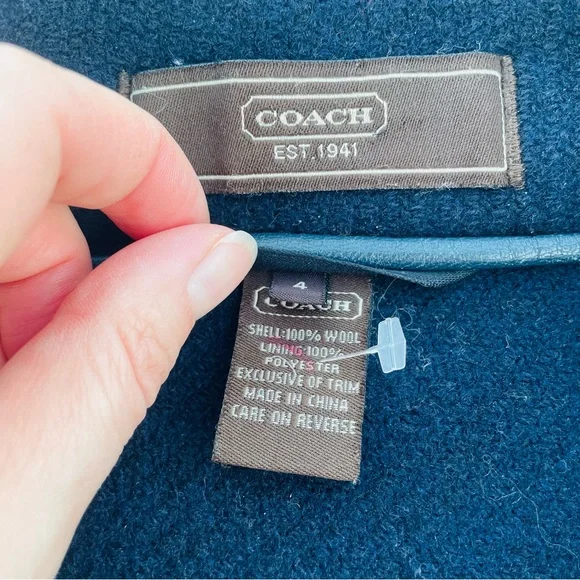 COACH
EST.1941
4
COACH
SHELL:100% WOOL
LINING:100%
POLYESTER
EXCLUSIVE OF TRIM
MADE IN CHINA
CARE ON REVERSE